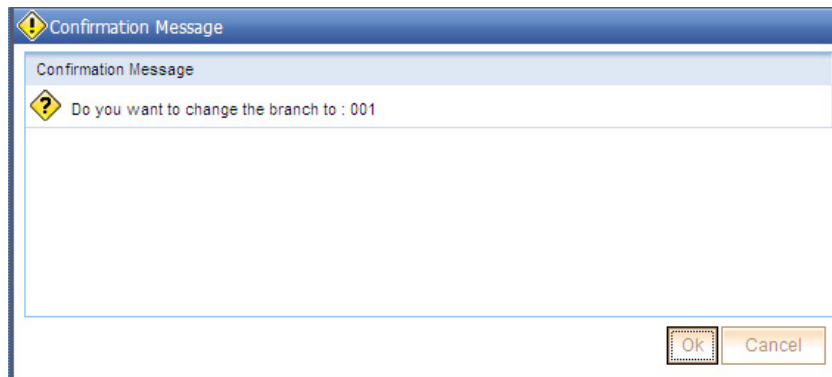 Confirmation Message
Confirmation Message
Do you want to change the branch to : 001
Ok Cancel